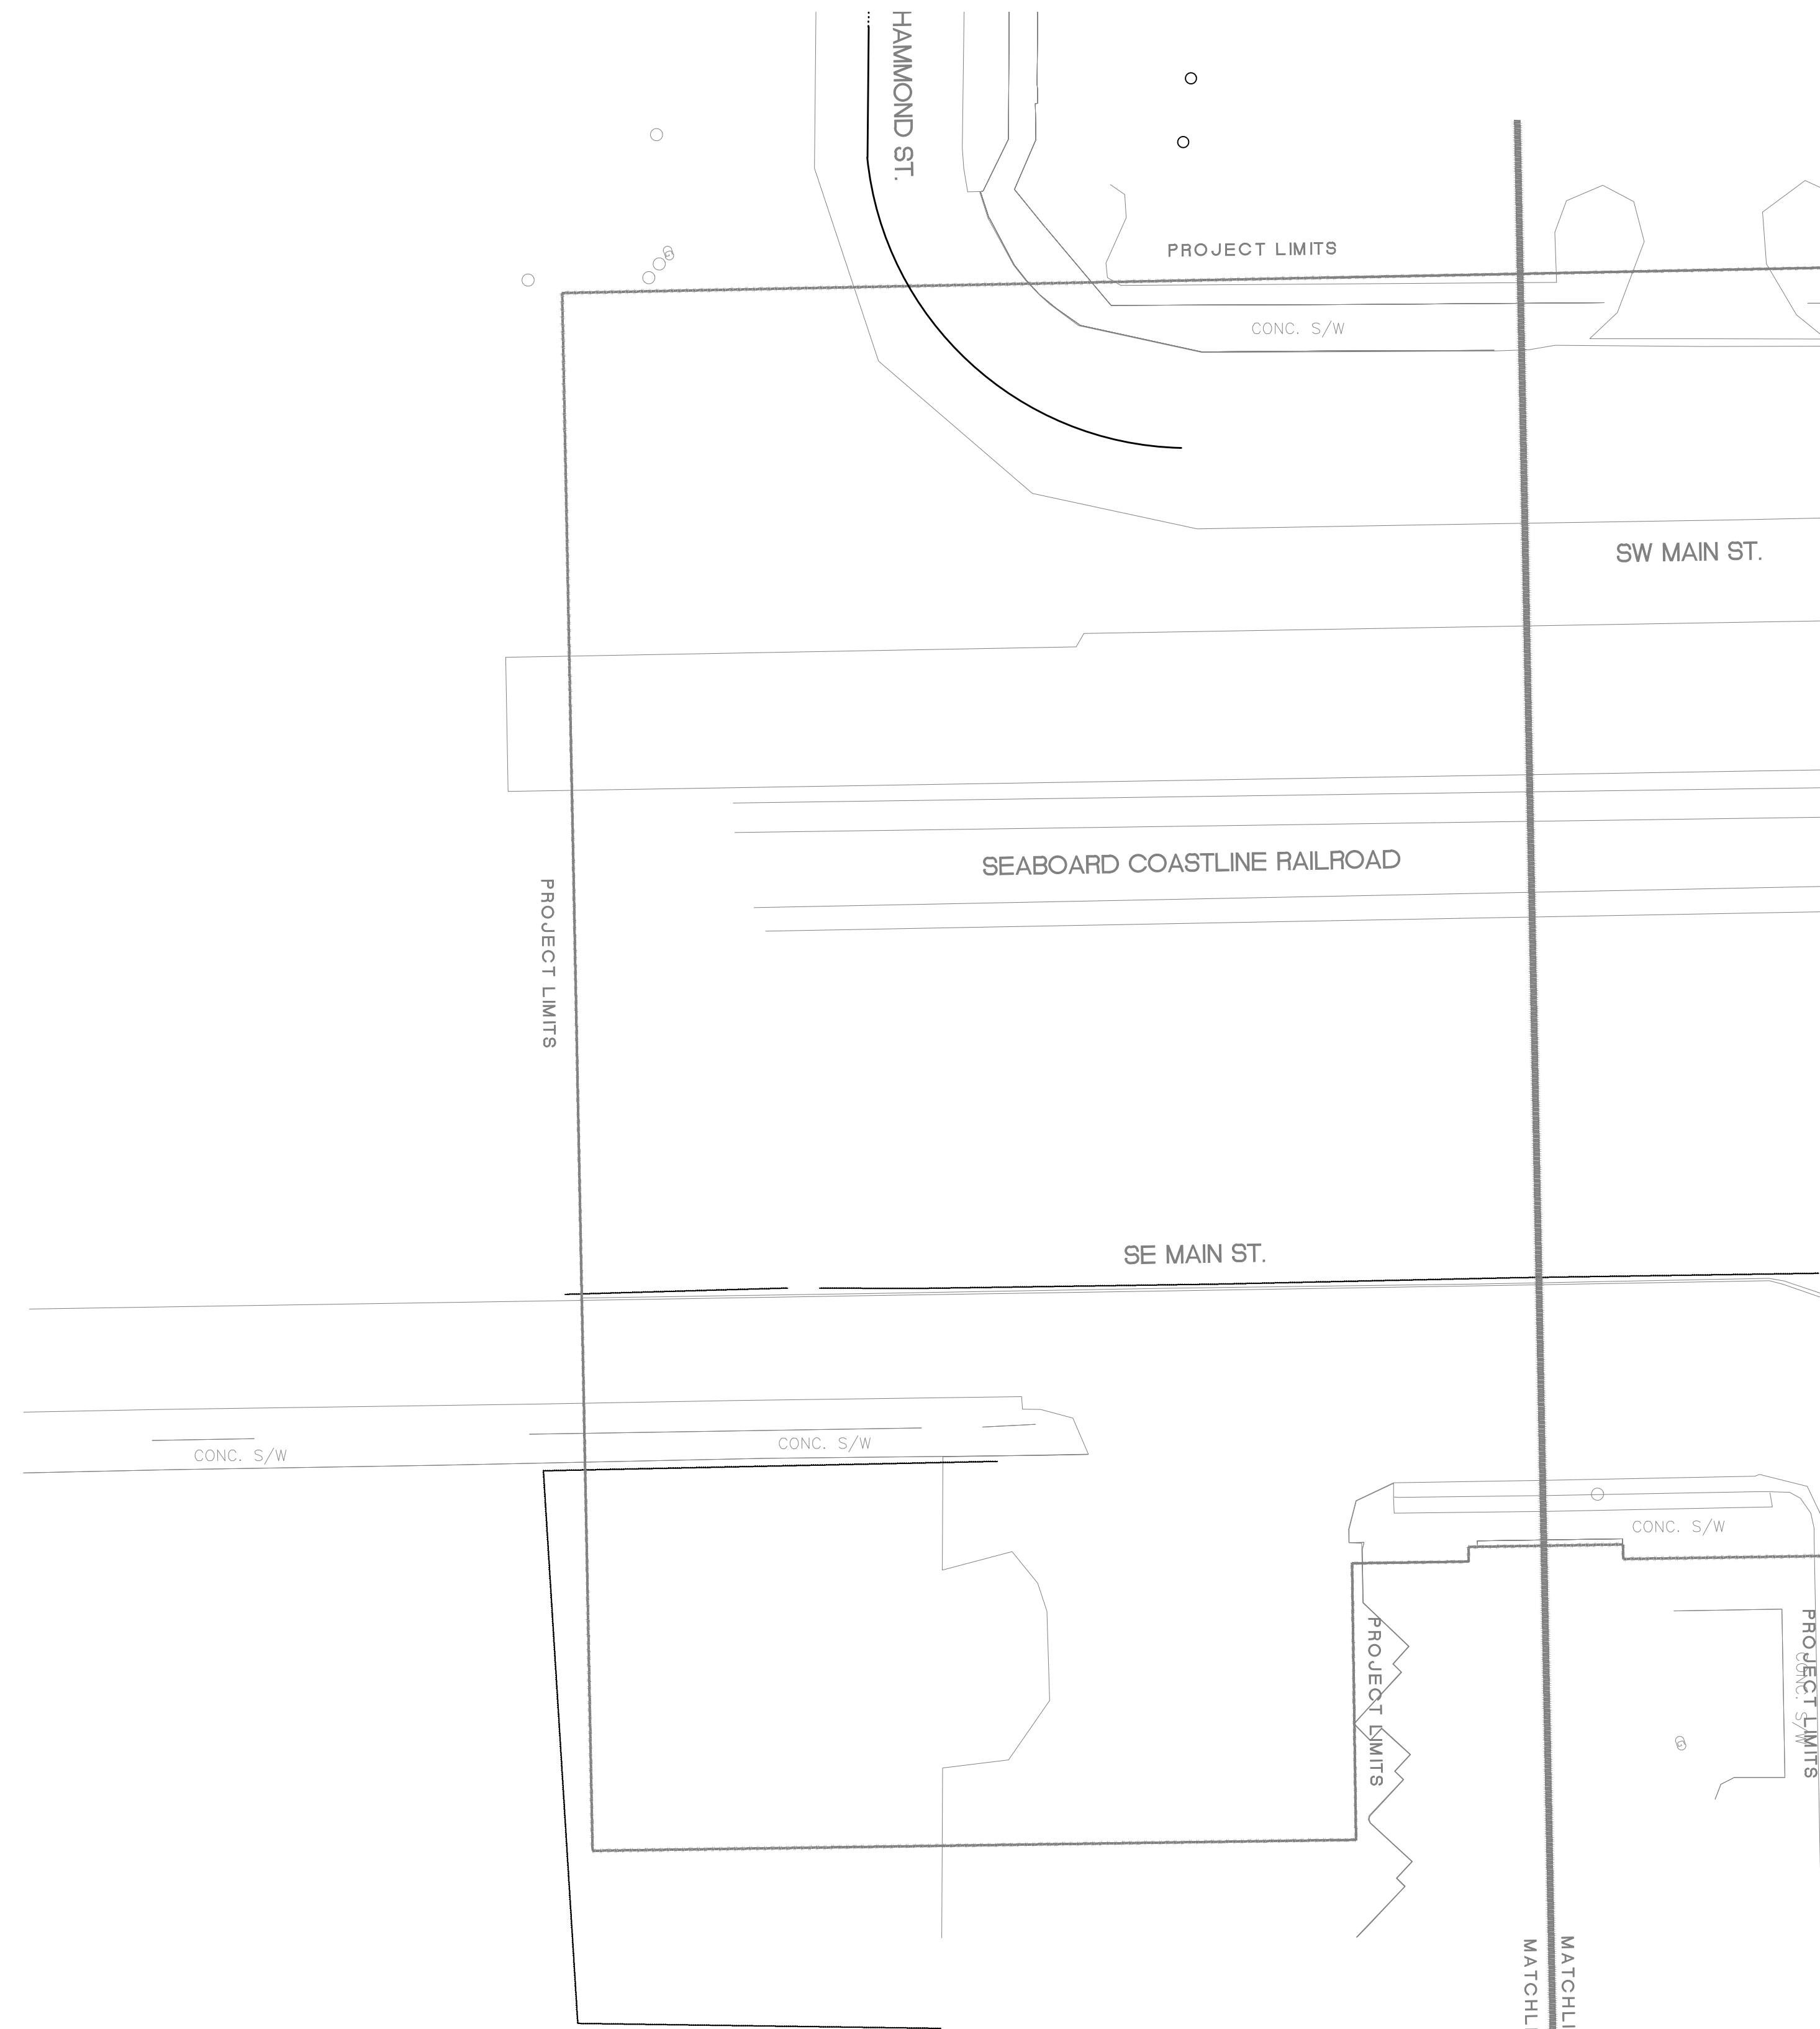 HAMMOND ST.
PROJECT LIMITS
CONC. S/W
SW MAIN ST.
SEABOARD COASTLINE RAILROAD
PROJECT LIMITS
SE MAIN ST.
CONC. S/W
CONC. S/W
CONC. S/W
PROJECT LIMITS
PROJECT LIMITS
CONC. S/W